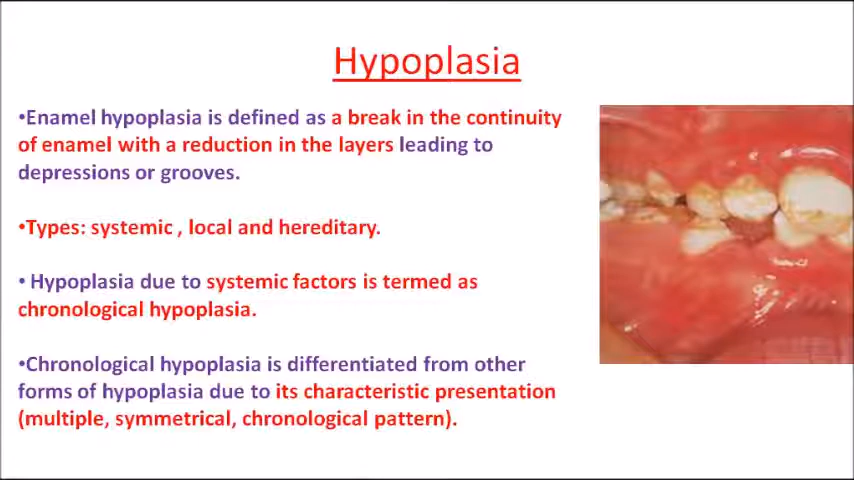 Hypoplasia
•Enamel hypoplasia is defined as a break in the continuity
of enamel with a reduction in the layers leading to
depressions or grooves.
•Types: systemic , local and hereditary.
• Hypoplasia due to systemic factors is termed as
chronological hypoplasia.
•Chronological hypoplasia is differentiated from other
forms of hypoplasia due to its characteristic presentation
(multiple, symmetrical, chronological pattern).